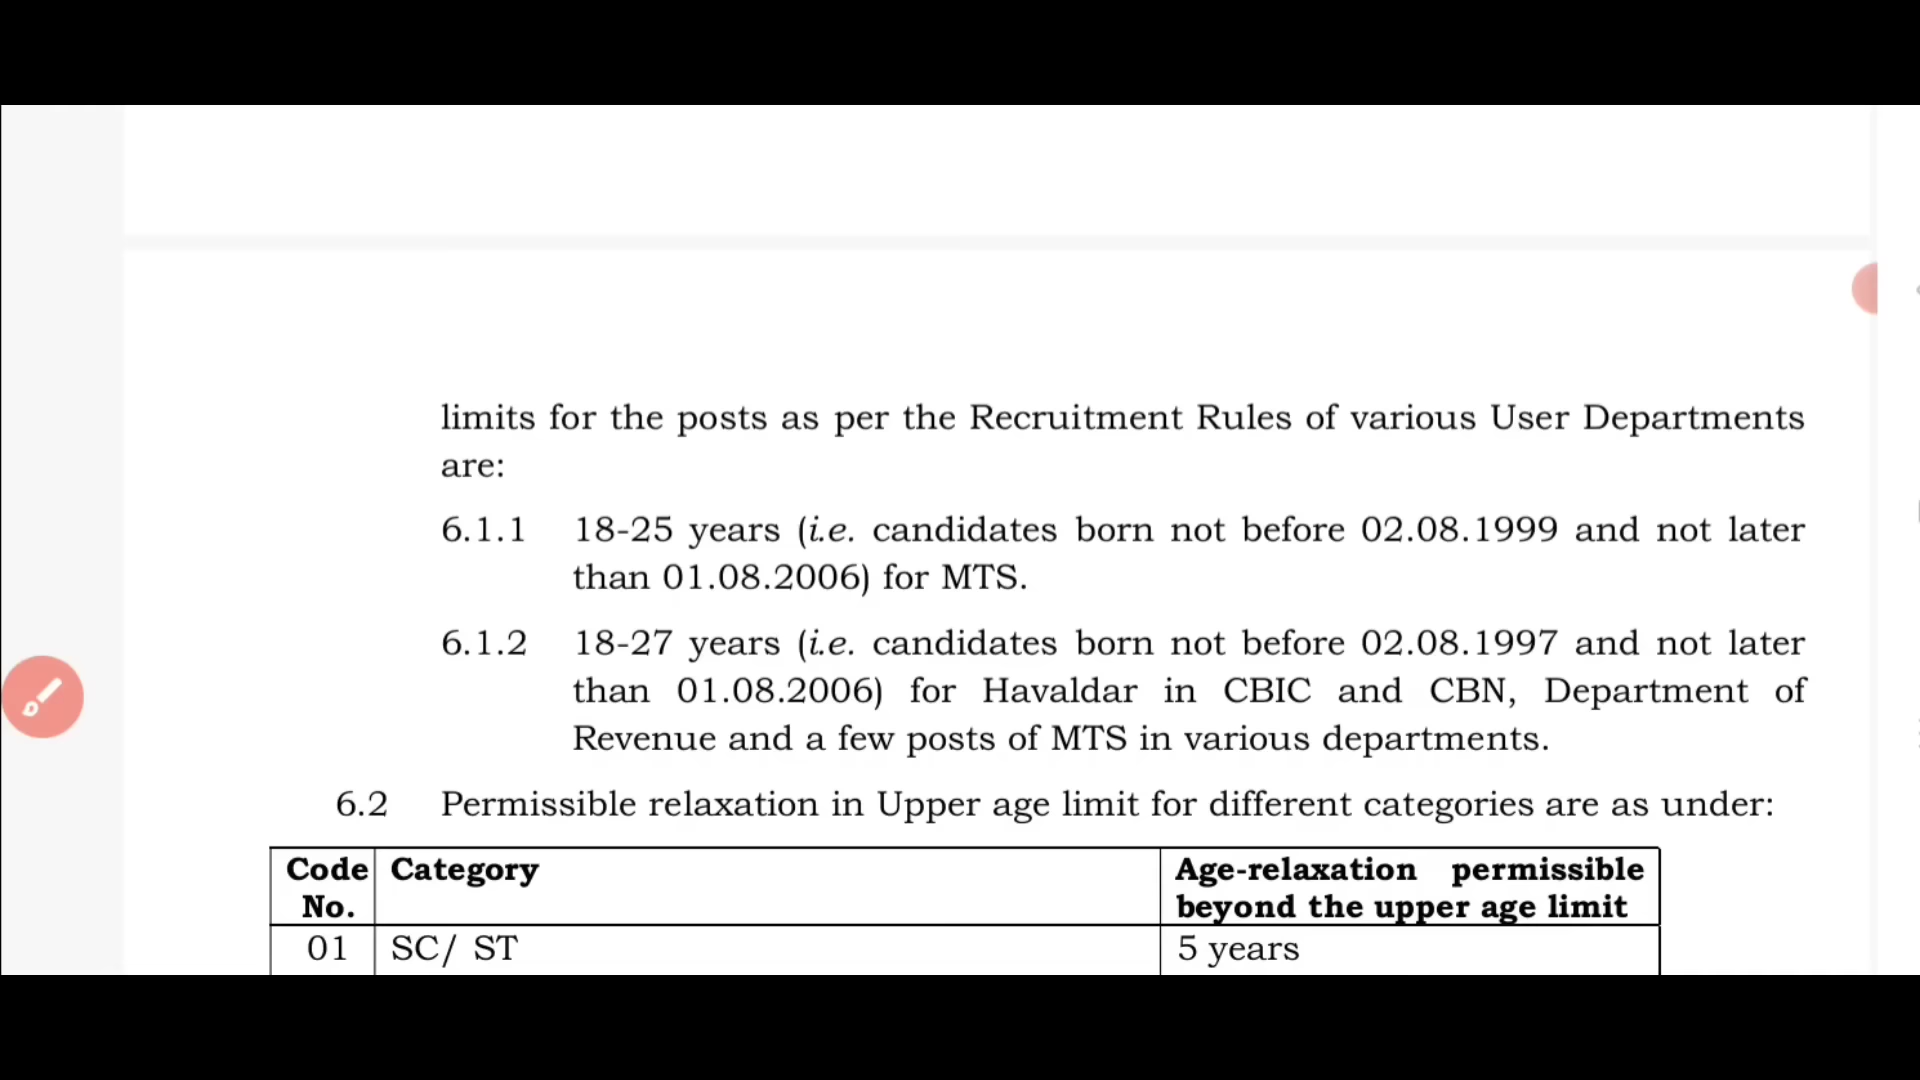 limits for the posts as per the Recruitment Rules of various User Departments
are:
6.1.1 18-25 years (i.e. candidates born not before 02.08.1999 and not later
than 01.08.2006) for MTS.
6.1.2 18-27 years (i.e. candidates born not before 02.08.1997 and not later
than 01.08.2006) for Havaldar in CBIC and CBN, Department of
Revenue and a few posts of MTS in various departments.
6.2 Permissible relaxation in Upper age limit for different categories are as under:
Code No. Category Age-relaxation permissible beyond the upper age limit
01 SC/ ST 5 years